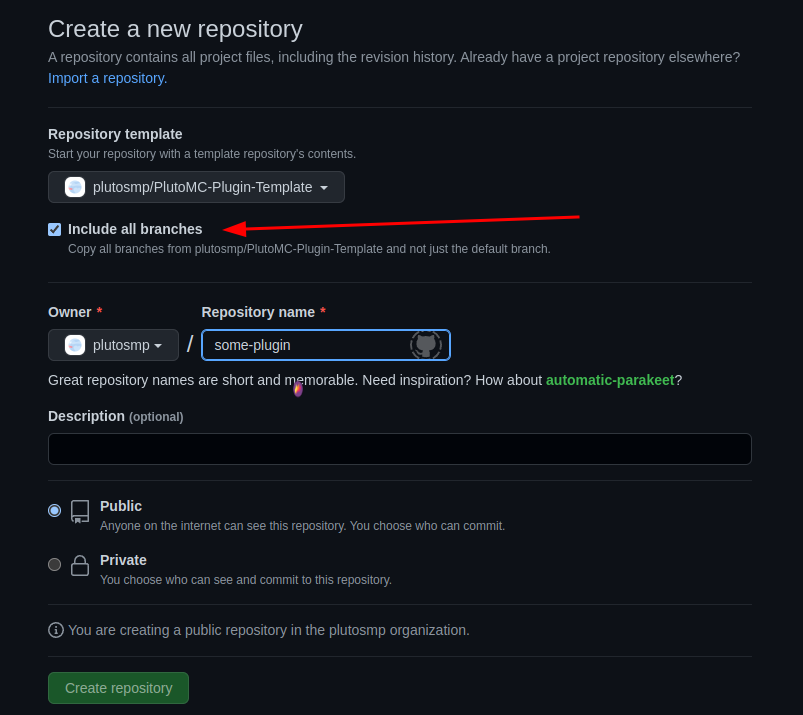 Create a new repository
A repository contains all project files, including the revision history. Already have a project repository elsewhere?
Import a repository.
Repository template
Start your repository with a template repository's contents.
plutosmp/PlutoMC-Plugin-Template
Include all branches
Copy all branches from plutosmp/PlutoMC-Plugin-Template and not just the default branch.
Owner * Repository name *
plutosmp / some-plugin
Great repository names are short and memorable. Need inspiration? How about automatic-parakeet?
Description (optional)
Public
Anyone on the internet can see this repository. You choose who can commit.
Private
You choose who can see and commit to this repository.
You are creating a public repository in the plutosmp organization.
Create repository